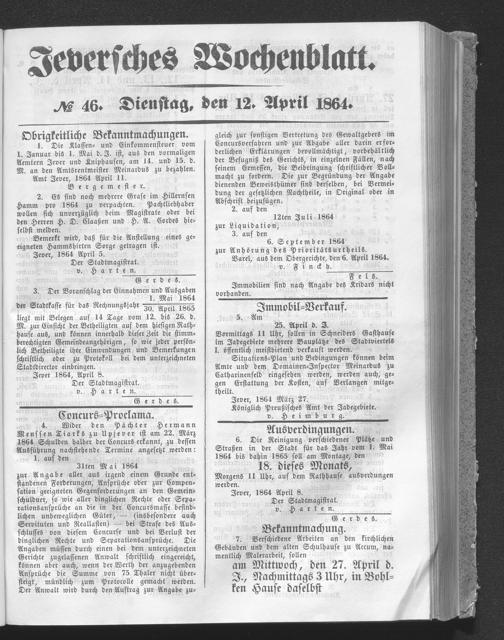 Jeversches Wochenblatt.
№ 46. Dienstag, den 12. April 1864.
Obrigkeitliche Bekanntmachungen.
1. Die Klassen- und Einkommensteuer vom
1. Januar bis 1. Mai d. J. ist, aus den vormaligen
Aemtern Jever und Kniphausen, am 14. und 15. d.
M. an den Amtsrentmeister Meinardus zu bezahlen.
Amt Jever, 1864 April 11.
Bergemester.
2. Es sind noch mehrere Grase im Hillernsen
Hamm pro 1864 zu verpachten. Pachtliebhaber
wollen sich unverzüglich beim Magistrate oder bei
den Herren H. D. Claaßen und H. A. Gerdes hie-
selbst melden.
Bemerkt wird, daß für die Anstellung eines ge-
eigneten Hammhirten Sorge getragen ist.
Jever, 1864 April 5.
Der Stadtmagistrat.
v. Harten.
Gerdes.
3. Der Voranschlag der Einnahmen und Ausgaben
der Stadtkasse für das Rechnungsjahr 1. Mai 1864
30. April 1865
liegt mit Belegen auf 14 Tage vom 12. bis 26. d.
M. zur Einsicht der Betheiligten auf dem hiesigen Rath-
hause aus, und können innerhalb dieser Zeit die stimm-
berechtigten Gemeindeangehörigen, so wie jeder persön-
lich Betheiligte ihre Einwendungen und Bemerkungen
schriftlich oder zu Protokoll bei dem unterzeichneten
Stadtdirector einbringen.
Jever 1864, April 8.
Der Stadtmagistrat.
v. Harten.
Gerdes.
Concurs-Proclama.
4. Wider den Pächter Hermann
Meussen Tiarks zu Upjever ist am 22. März
1864 Schulden halber der Concurs erkannt, zu dessen
Ausführung nachstehende Termine angesetzt werden:
1. auf den
31ten Mai 1864
zur Angabe aller aus irgend einem Grunde ent-
standenen Forderungen, Ansprüche oder zur Compen-
sation geeigneten Gegenforderungen an den Gemein-
schuldner, so wie aller dinglichen Rechte oder Sepa-
rationsansprüche an die in der Concursmasse befind-
lichen unbeweglichen Güter, — (insbesondere auch
Servituten und Reallasten) — bei Strafe des Aus-
schlusses von diesem Concurse und bei Verlust der
dinglichen Rechte und Separationsansprüche. Die
Angaben müssen durch einen bei dem unterzeichneten
Gerichte zugelassenen Anwalt schriftlich eingereicht,
können aber auch, wenn der Werth der anzugebenden
Ansprüche die Summe von 75 Thaler nicht über-
steigt, mündlich zum Protocolle gemacht werden.
Der Anwalt wird durch den Auftrag zur Angabe zu-
gleich zur sonstigen Vertretung des Gewaltgebers im
Concursverfahren und zur Abgabe aller darin erfor-
derlichen Erklärungen bevollmächtigt, vorbehältlich
der Befugniß des Gerichts, in einzelnen Fällen, nach
seinem Gemessen, die Beibringung schriftlicher Voll-
macht zu fordern. Die zur Begründung der Angabe
dienenden Beweisthümer sind derselben, bei Vermei-
dung der gesetzlichen Nachtheile, in Original oder in
Abschrift beizufügen.
2. auf den
12ten Juli 1864
zur Liquidation,
3. auf den
6. September 1864
zur Anhörung des Prioritätsurtheils.
Varel, aus dem Obergerichte, den 6. April 1864.
v. Finckh.
Fels.
Immobilien sind nach Angabe des Kridars nicht
vorhanden.
Immobil-Verkauf.
5. Am
25. April d. J.
Vormittags 11 Uhr, sollen in Schreiders Gasthause
im Jadegebiete mehrere Bauplätze des Stadtviertels
I. öffentlich meistbietend verkauft werden.
Situations-Plan und Bedingungen können beim
Amte und dem Domainen-Inspector Meinardus zu
Catharinenfeld eingesehen werden, werden auch, ge-
gen Erstattung der Kosten, auf Verlangen mitge-
theilt.
Jever, 1864 März 27.
Königlich Preußisches Amt des Jadegebiets.
v. Heimburg.
Ausverdingungen.
6. Die Reinigung verschiedener Plätze und
Straßen in der Stadt für das Jahr vom 1. Mai
1864 bis dahin 1865 soll am Montage, den
18. dieses Monats,
Morgens 11 Uhr, auf dem Rathhause ausverdungen
werden.
Jever, 1864 April 8.
Der Stadtmagistrat.
v. Harten.
Gerdes.
Bekanntmachung.
7. Verschiedene Arbeiten an den kirchlichen
Gebäuden und dem alten Schulhause zu Accum, na-
mentlich Malerarbeit, sollen
am Mittwoch, den 27. April d.
J., Nachmittags 3 Uhr, in Bohl-
ken Hause daselbst